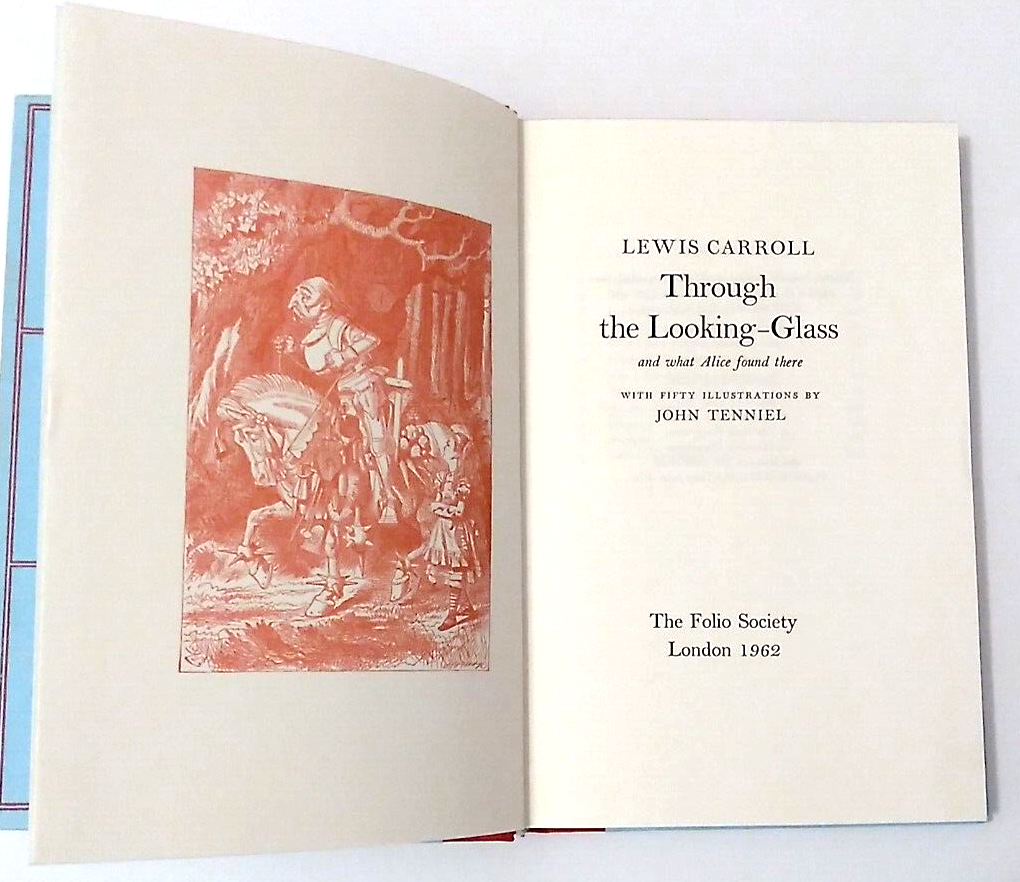 LEWIS CARROLL
Through
the Looking-Glass
and what Alice found there
WITH FIFTY ILLUSTRATIONS BY
JOHN TENNIEL
The Folio Society
London 1962